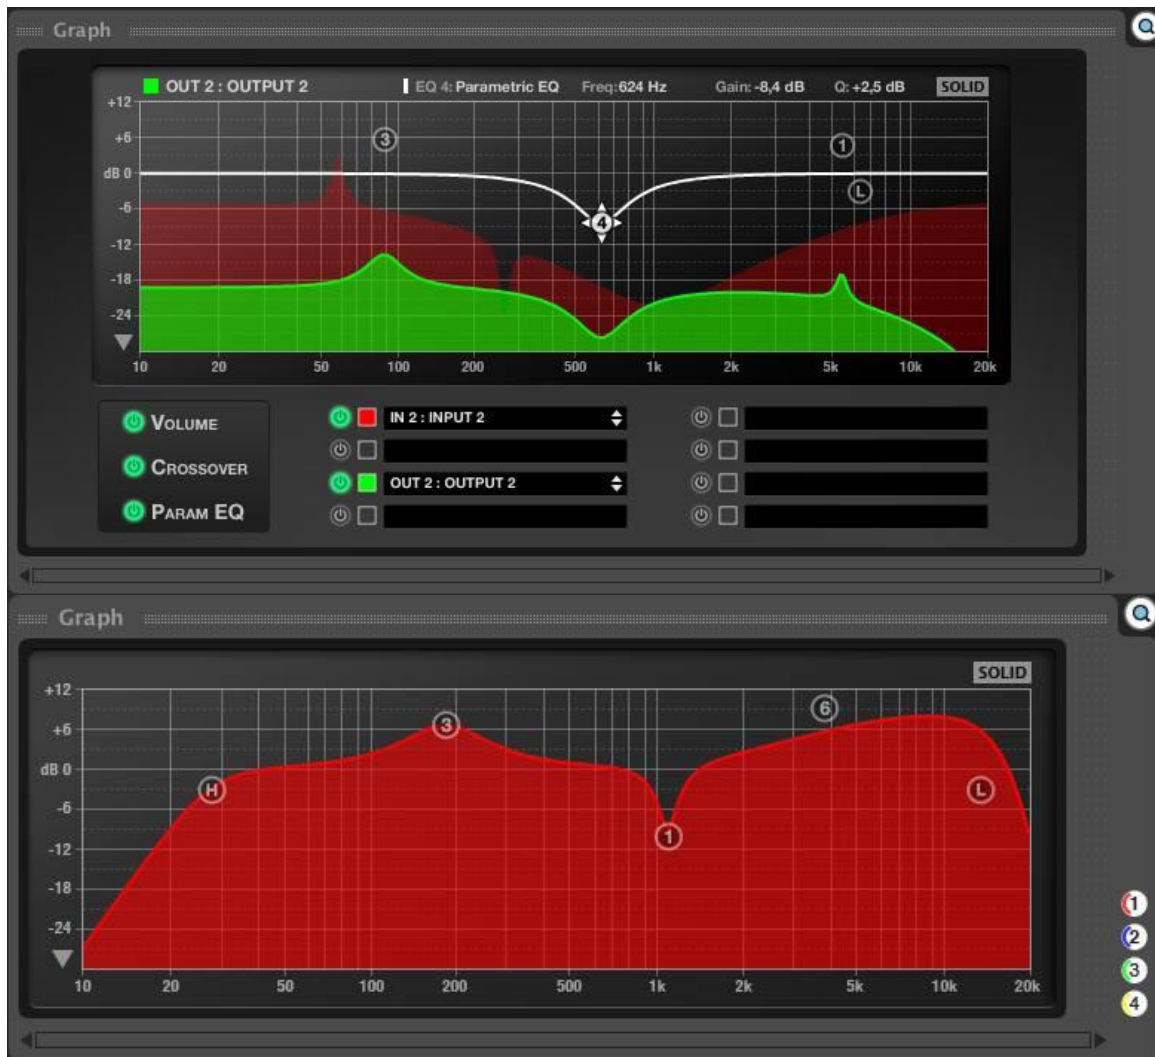 Graph
OUT 2 : OUTPUT 2 EQ 4: Parametric EQ Freq:624 Hz Gain: -8,4 dB Q: +2,5 dB SOLID
+12
+6
dB 0
-6
-12
-18
-24
3
1
L
4
10 20 50 100 200 500 1k 2k 5k 10k 20k
VOLUME
CROSSOVER
PARAM EQ
IN 2 : INPUT 2
OUT 2 : OUTPUT 2
Graph
SOLID
+12
+6
dB 0
-6
-12
-18
-24
H
3
1
6
L
10 20 50 100 200 500 1k 2k 5k 10k 20k
1
2
3
4